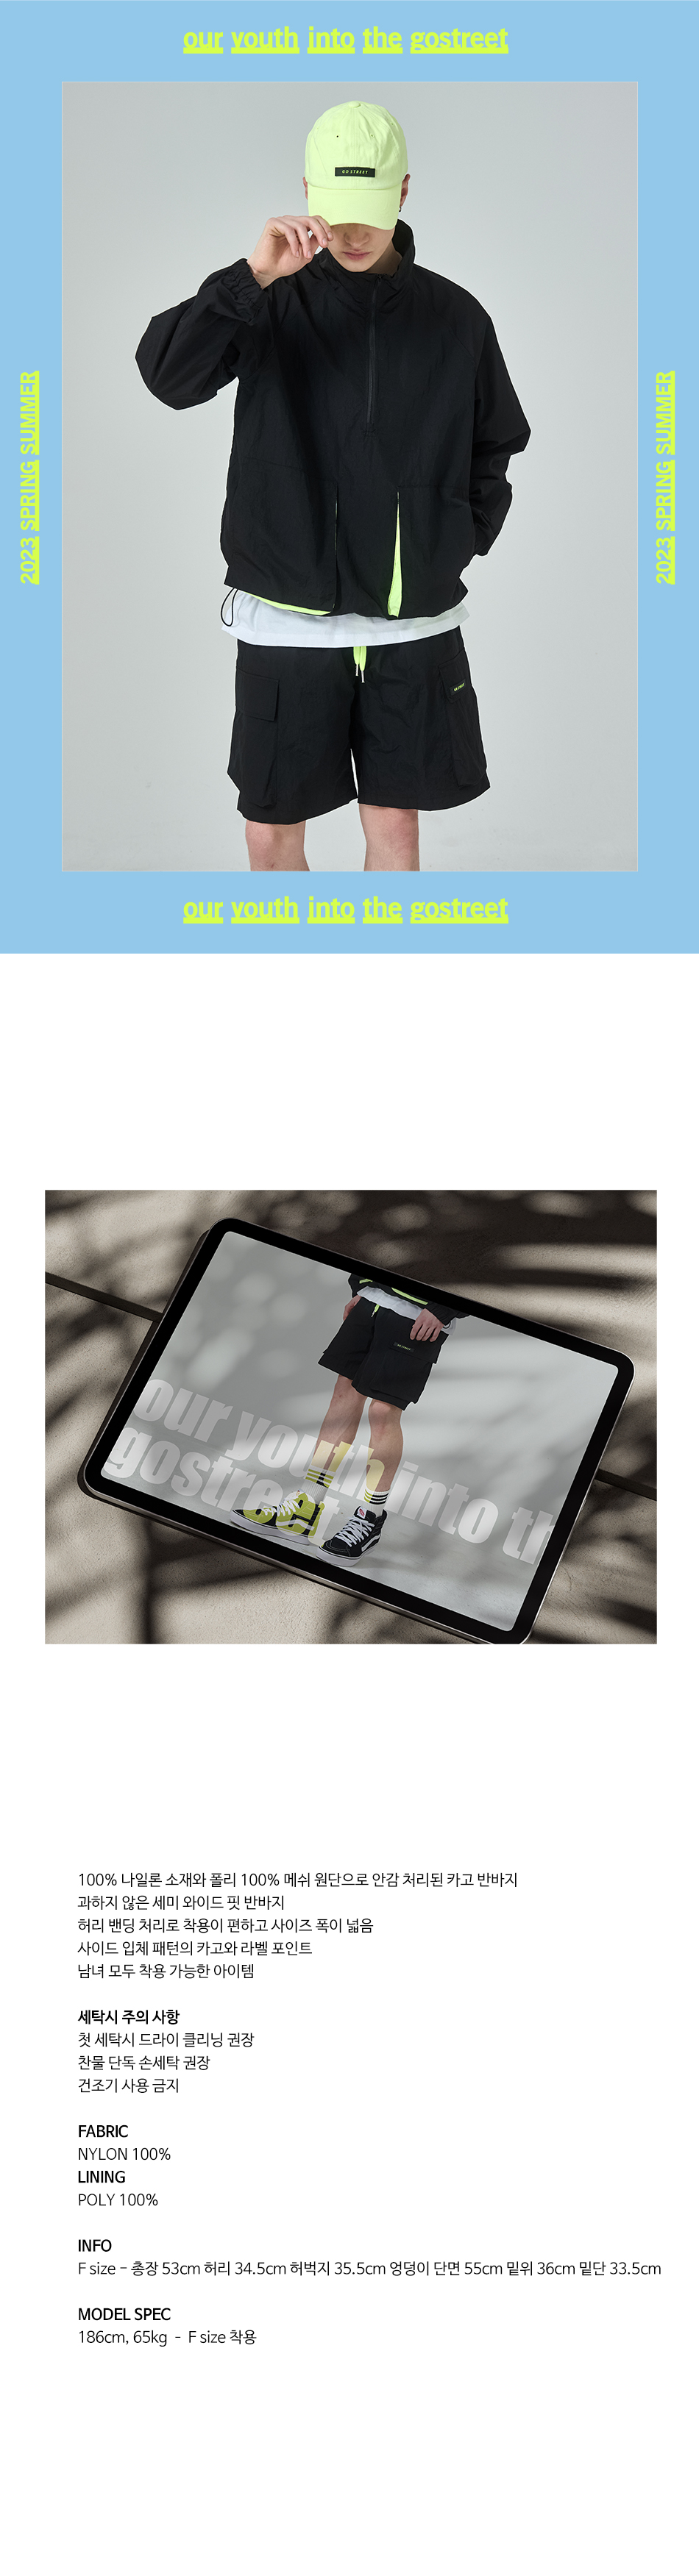 our youth into the gostreet
GO STREET
2023 SPRING SUMMER
2023 SPRING SUMMER
our youth into the gostreet
our youth into th
gostreet
100% 나일론 소재와 폴리 100% 메쉬 원단으로 안감 처리된 카고 반바지
과하지 않은 세미 와이드 핏 반바지
허리 밴딩 처리로 착용이 편하고 사이즈 폭이 넓음
사이드 입체 패턴의 카고와 라벨 포인트
남녀 모두 착용 가능한 아이템
세탁시 주의 사항
첫 세탁시 드라이 클리닝 권장
찬물 단독 손세탁 권장
건조기 사용 금지
FABRIC
NYLON 100%
LINING
POLY 100%
INFO
F size - 총장 53cm 허리 34.5cm 허벅지 35.5cm 엉덩이 단면 55cm 밑위 36cm 밑단 33.5cm
MODEL SPEC
186cm, 65kg - F size 착용